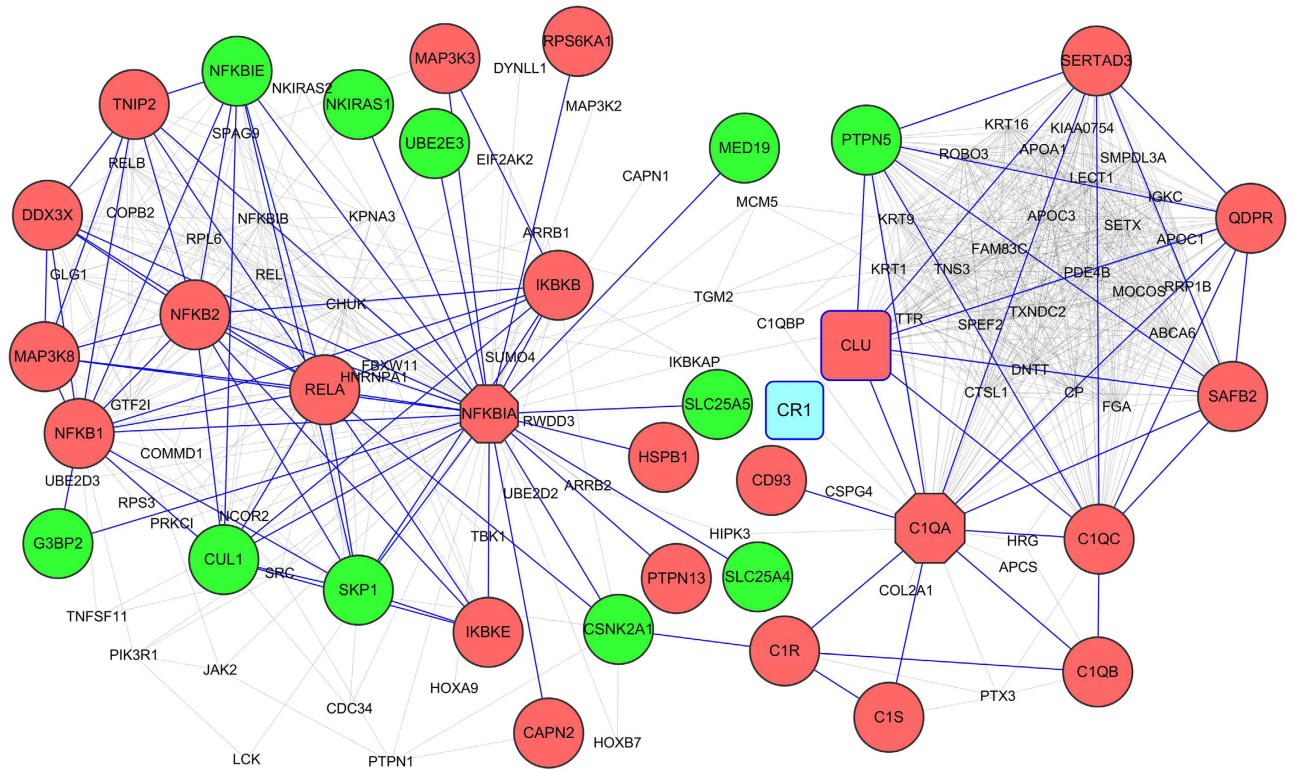 RPS6KA1
MAP3K3
DYNLL1
SERTAD3
NFKBIE
NKIRAS2
TNIP2
NKIRAS1
MAP3K2
KRT16
KIAA0754
SPAG9
UBE2E3
MED19
PTPN5
APOA1
ROBO3
SMPDL3A
RELB
EIF2AK2
CAPN1
LECT1
IGKC
MCM5
DDX3X
COPB2
NFKBIB
KPNA3
KRT9
APOC3
SETX
QDPR
ARRB1
RPL6
APOC1
FAM83C
GLG1
REL
KRT1
TNS3
PDE4B
IKBKB
MOCOS
RRP1B
TGM2
CHUK
NFKB2
TXNDC2
C1QBP
TTR
SPEF2
ABCA6
CLU
MAP3K8
SUMO4
IKBKAP
FBXW11
HNRNPA1
DNTT
RELA
CTSL1
CP
SAFB2
GTF2I
SLC25A5
FGA
CR1
NFKBIA
RWDD3
NFKB1
COMMD1
HSPB1
CD93
UBE2D3
ARRB2
CSPG4
UBE2D2
RPS3
PRKCI
NCOR2
C1QA
HIPK3
TBK1
HRG
C1QC
G3BP2
CUL1
SRC
APCS
PTPN13
SLC25A4
SKP1
COL2A1
TNFSF11
CSNK2A1
IKBKE
PIK3R1
C1R
JAK2
C1QB
HOXA9
PTX3
CDC34
C1S
CAPN2
HOXB7
LCK
PTPN1